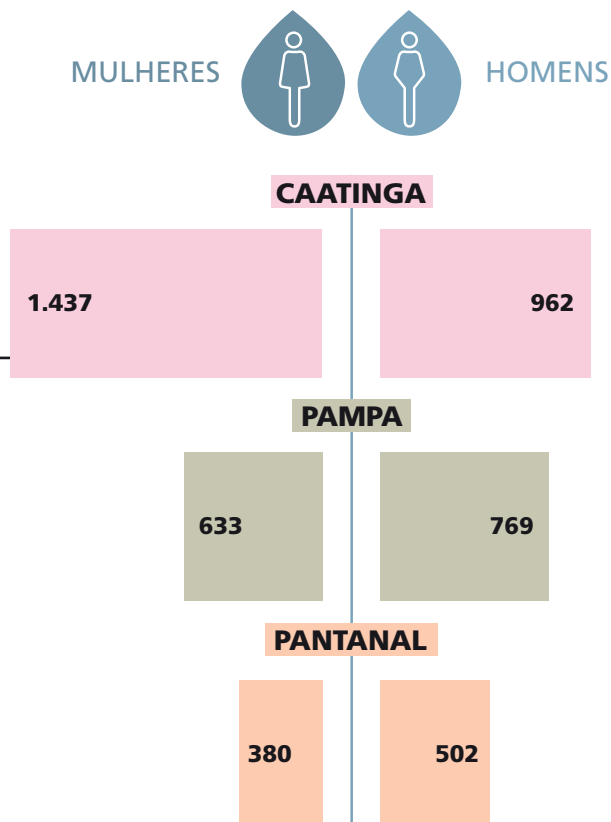 MULHERES HOMENS
CAATINGA
1.437 962
PAMPA
633 769
PANTANAL
380 502